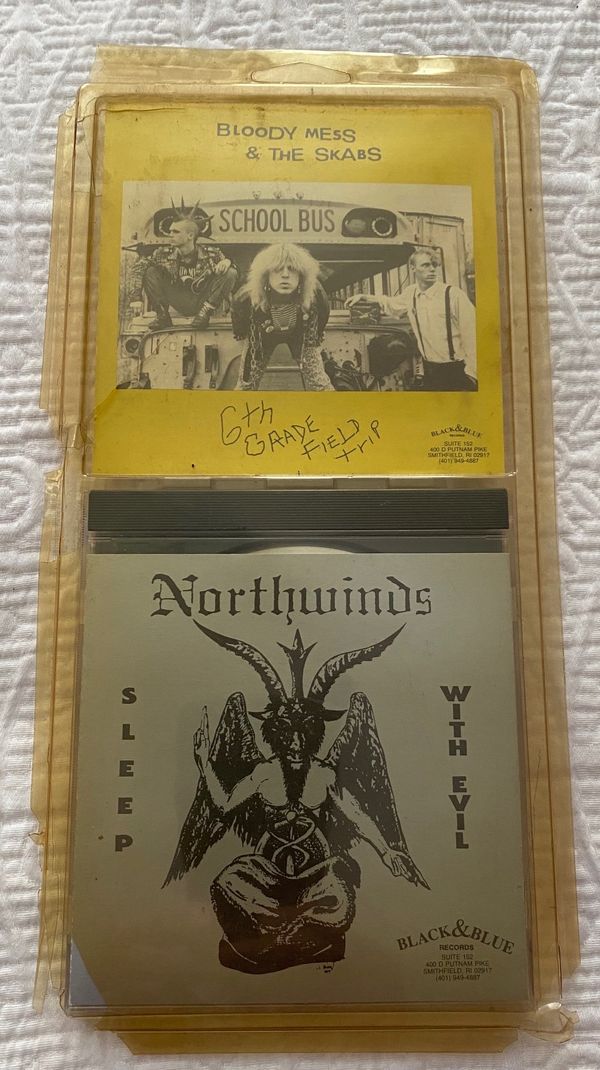 BLOODY MESS
& THE SKABS
SCHOOL BUS
6th
GRADE
FIELD
trip
BLACK&BLUE
RECORDS
SUITE 152
400 D PUTNAM PIKE
SMITHFIELD, RI 02917
(401) 949-4887
Northwinds
SLEEP
WITH EVIL
BLACK&BLUE
RECORDS
SUITE 152
400 D PUTNAM PIKE
SMITHFIELD, RI 02917
(401) 949-4887